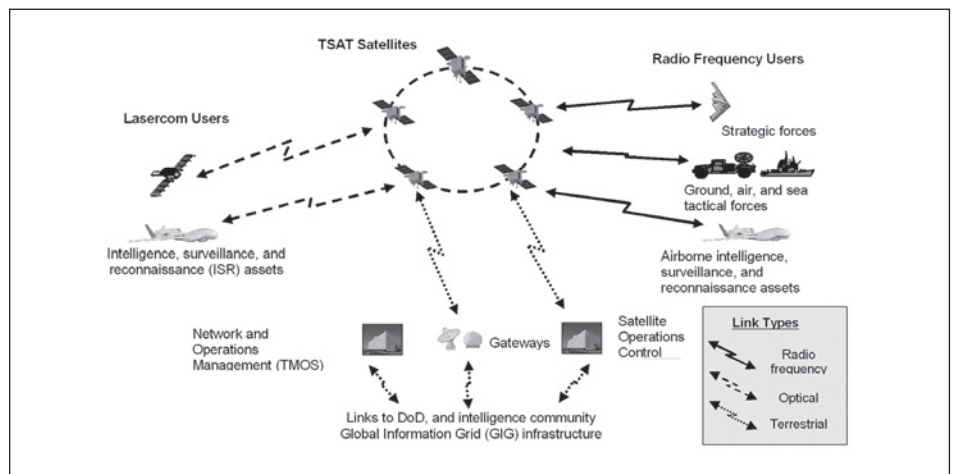 TSAT Satellites
Radio Frequency Users
Lasercom Users
Strategic forces
Ground, air, and sea
tactical forces
Intelligence, surveillance, and
reconnaissance (ISR) assets
Airborne intelligence,
surveillance, and
reconnaissance assets
Network and
Operations
Management (TMOS)
Gateways
Satellite
Operations
Control
Links to DoD, and intelligence community
Global Information Grid (GIG) infrastructure
Link Types
Radio
frequency
Optical
Terrestrial